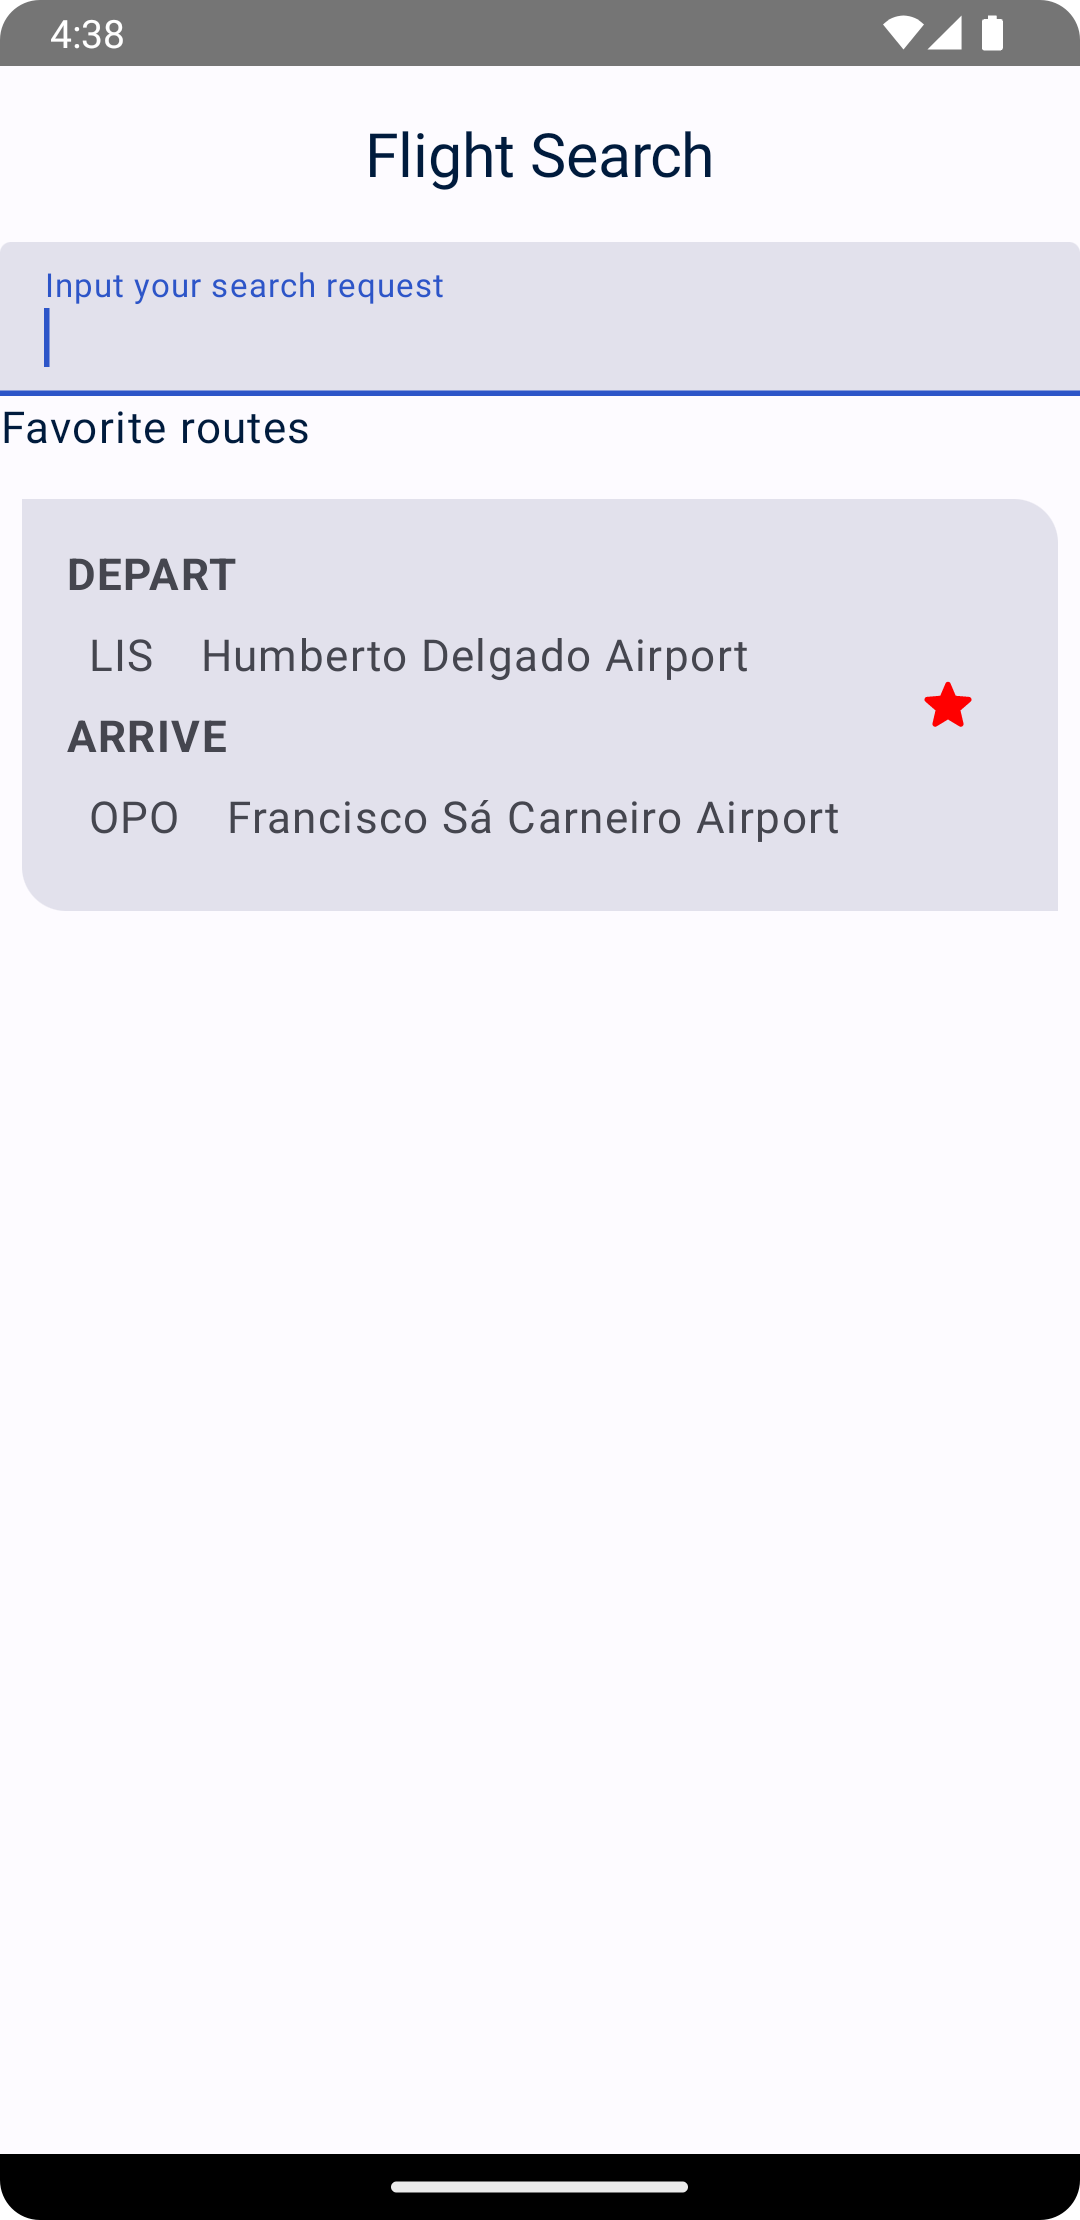 4:38
Flight Search
Input your search request
Favorite routes
DEPART
LIS Humberto Delgado Airport
ARRIVE
OPO Francisco Sá Carneiro Airport